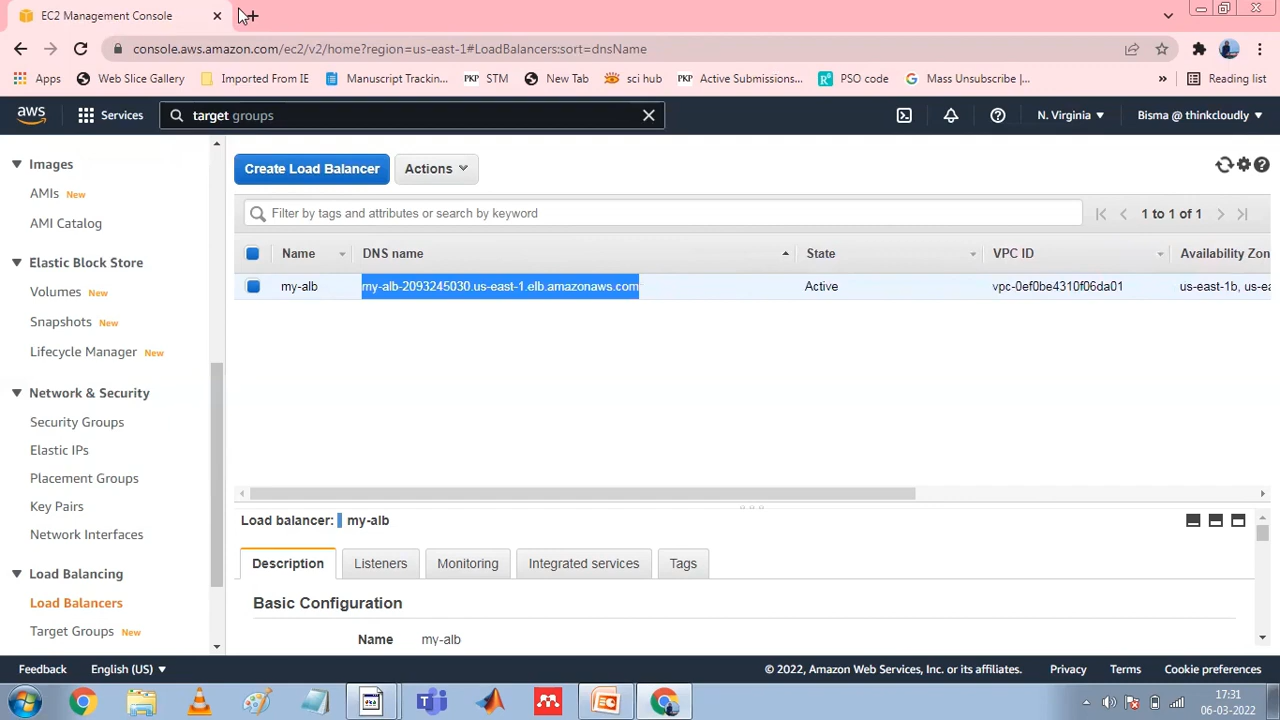 EC2 Management Console
console.aws.amazon.com/ec2/v2/home?region=us-east-1#LoadBalancers:sort=dnsName
Apps Web Slice Gallery Imported From IE Manuscript Trackin... PKP STM New Tab sci hub PKP Active Submissions... PSO code Mass Unsubscribe |... » Reading list
aws Services target groups N. Virginia Bisma @ thinkcloudly
Images
AMIs New
AMI Catalog
Elastic Block Store
Volumes New
Snapshots New
Lifecycle Manager New
Network & Security
Security Groups
Elastic IPs
Placement Groups
Key Pairs
Network Interfaces
Load Balancing
Load Balancers
Target Groups New
Create Load Balancer Actions
Filter by tags and attributes or search by keyword 1 to 1 of 1
Name DNS name State VPC ID Availability Zon
my-alb my-alb-2093245030.us-east-1.elb.amazonaws.com Active vpc-0ef0be4310f06da01 us-east-1b, us-ea
Load balancer: my-alb
Description Listeners Monitoring Integrated services Tags
Basic Configuration
Name my-alb
Feedback English (US) © 2022, Amazon Web Services, Inc. or its affiliates. Privacy Terms Cookie preferences
17:31
06-03-2022